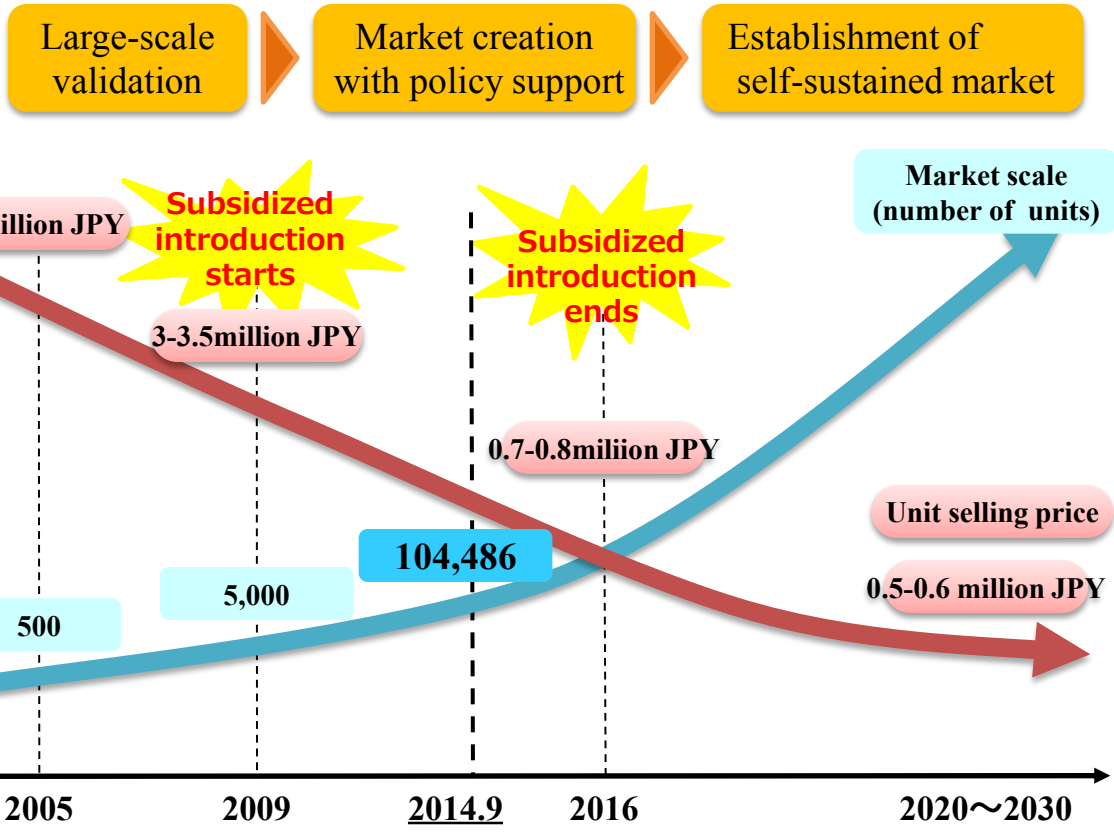 Large-scale
validation
Market creation
with policy support
Establishment of
self-sustained market
Market scale
(number of units)
JPY
Subsidized
introduction
starts
Subsidized
introduction
ends
3-3.5million JPY
0.7-0.8miliion JPY
Unit selling price
0.5-0.6 million JPY
104,486
5,000
500
2005
2009
2014.9
2016
2020～2030